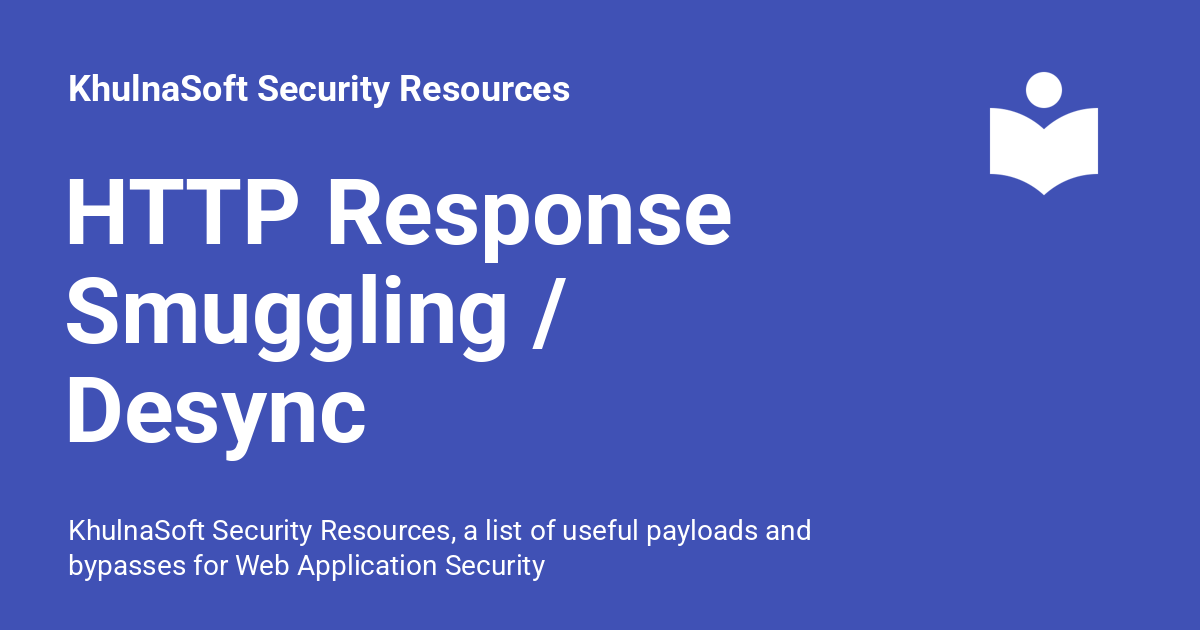 KhulnaSoft Security Resources
HTTP Response
Smuggling /
Desync
KhulnaSoft Security Resources, a list of useful payloads and
bypasses for Web Application Security